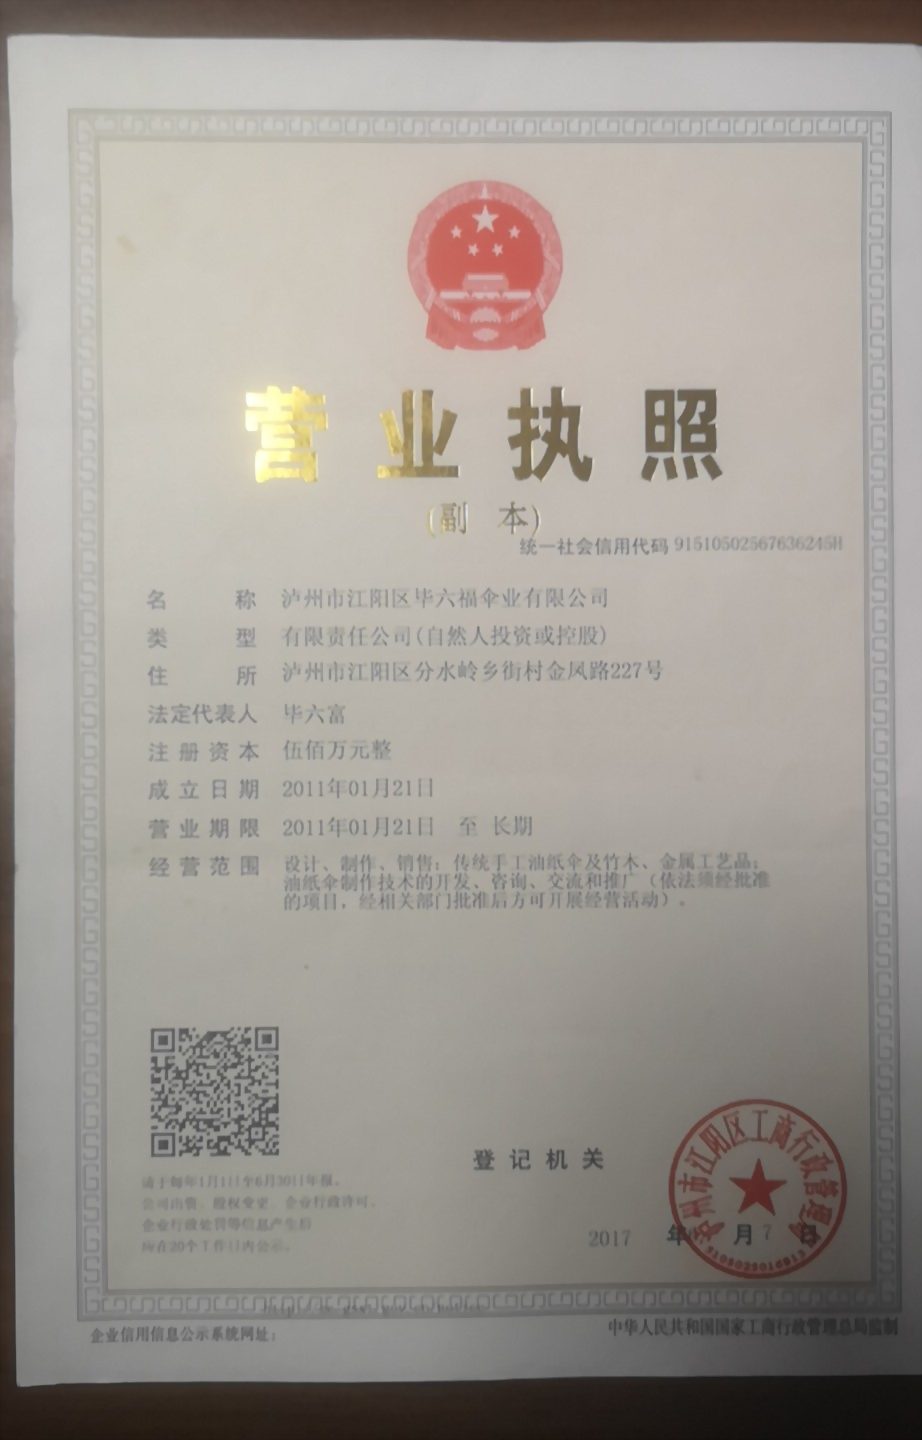 营业执照
(副 本)
统一社会信用代码 91510502567636245H
名 称 泸州市江阳区毕六福伞业有限公司
类 型 有限责任公司(自然人投资或控股)
住 所 泸州市江阳区分水岭乡街村金凤路227号
法定代表人 毕六富
注册资本 伍佰万元整
成立日期 2011年01月21日
营业期限 2011年01月21日 至 长期
经营范围 设计、制作、销售：传统手工油纸伞及竹木、金属工艺品；
油纸伞制作技术的开发、咨询、交流和推广（依法须经批准
的项目，经相关部门批准后方可开展经营活动）。
请于每年1月1日至6月30日年报。
公司出资、股权变更、企业行政许可、
企业行政处罚等信息产生后
应在20个工作日内公示。
登记机关
泸州市江阳区工商行政管理局
2017 年 月 7 日
企业信用信息公示系统网址：
中华人民共和国国家工商行政管理总局监制